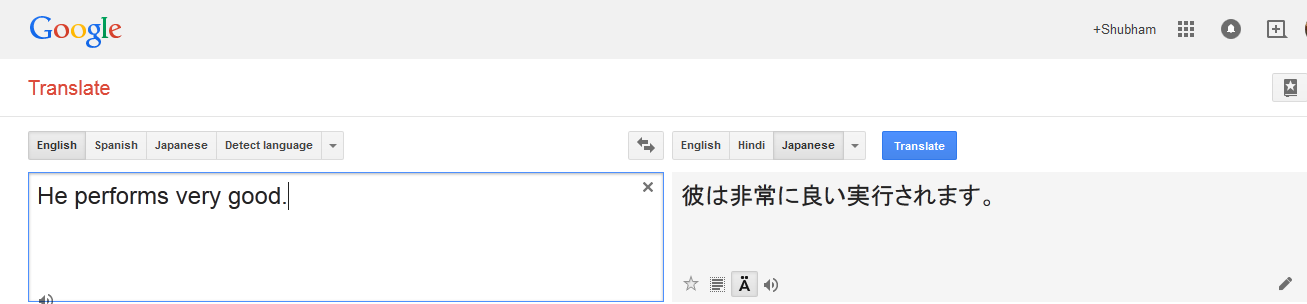 Google
+Shubham
Translate
English Spanish Japanese Detect language
English Hindi Japanese Translate
He performs very good.
彼は非常に良い実行されます。
Ä